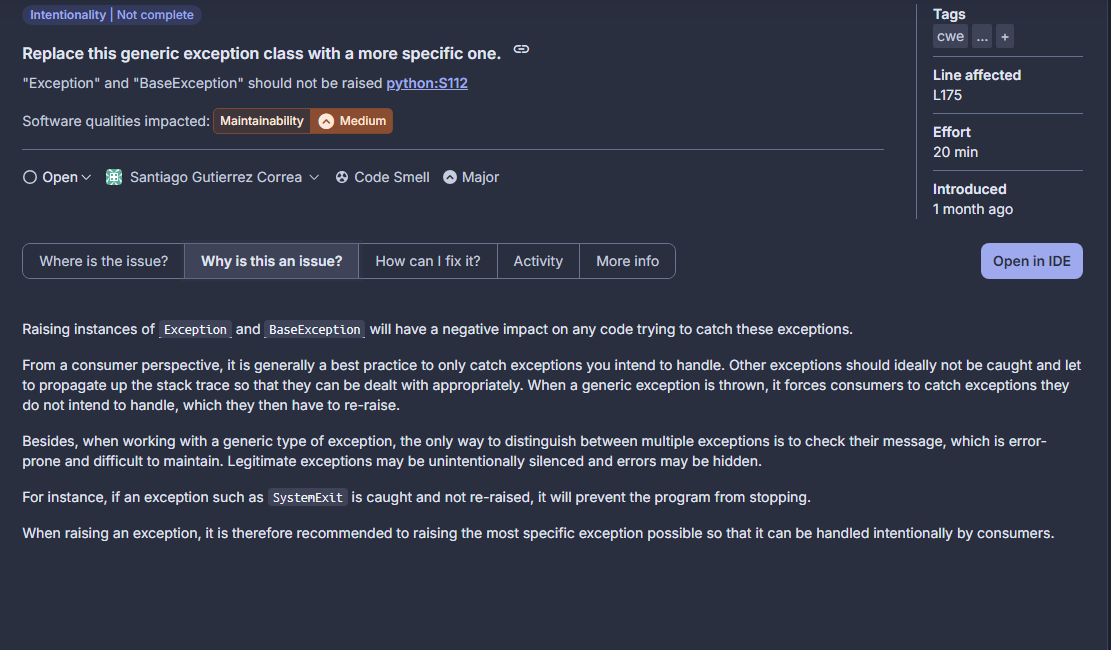 Intentionality | Not complete
Replace this generic exception class with a more specific one.
"Exception" and "BaseException" should not be raised python:S112
Software qualities impacted: Maintainability Medium
Open Santiago Gutierrez Correa Code Smell Major
Tags
cwe ... +
Line affected
L175
Effort
20 min
Introduced
1 month ago
Where is the issue? Why is this an issue? How can I fix it? Activity More info
Open in IDE
Raising instances of Exception and BaseException will have a negative impact on any code trying to catch these exceptions.
From a consumer perspective, it is generally a best practice to only catch exceptions you intend to handle. Other exceptions should ideally not be caught and let
to propagate up the stack trace so that they can be dealt with appropriately. When a generic exception is thrown, it forces consumers to catch exceptions they
do not intend to handle, which they then have to re-raise.
Besides, when working with a generic type of exception, the only way to distinguish between multiple exceptions is to check their message, which is error-
prone and difficult to maintain. Legitimate exceptions may be unintentionally silenced and errors may be hidden.
For instance, if an exception such as SystemExit is caught and not re-raised, it will prevent the program from stopping.
When raising an exception, it is therefore recommended to raising the most specific exception possible so that it can be handled intentionally by consumers.